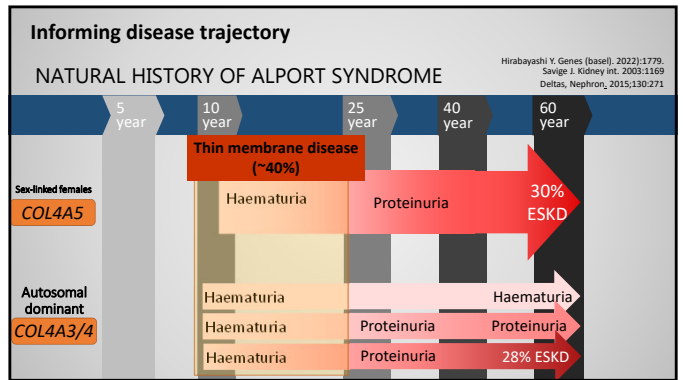 Informing disease trajectory
Hirabayashi Y. Genes (basel). 2022):1779.
Savige J. Kidney int. 2003:1169
Deltas, Nephron, 2015;130:271
NATURAL HISTORY OF ALPORT SYNDROME
5
year
10
year
25
year
40
year
60
year
Thin membrane disease
(~40%)
Sex-linked females
COL4A5
Haematuria
Proteinuria
30%
ESKD
Autosomal
dominant
COL4A3/4
Haematuria
Haematuria
Haematuria
Proteinuria
Proteinuria
Haematuria
Proteinuria
28% ESKD